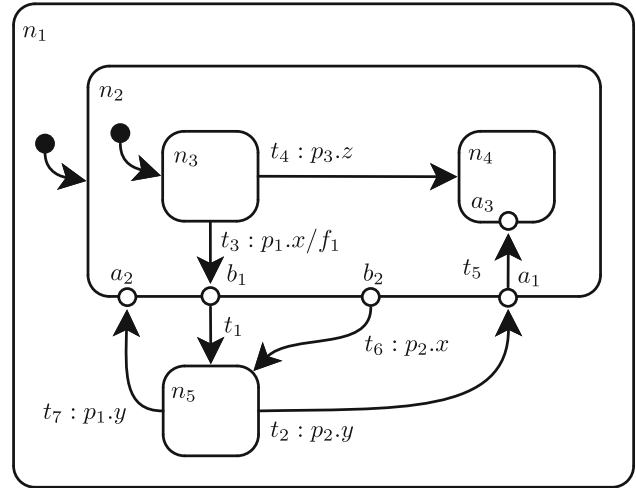 n₁
n₂
n₃
t₄ : p₃.z
n₄
a₃
t₃ : p₁.x/f₁
a₂
b₁
b₂
t₅
a₁
t₁
t₆ : p₂.x
n₅
t₇ : p₁.y
t₂ : p₂.y